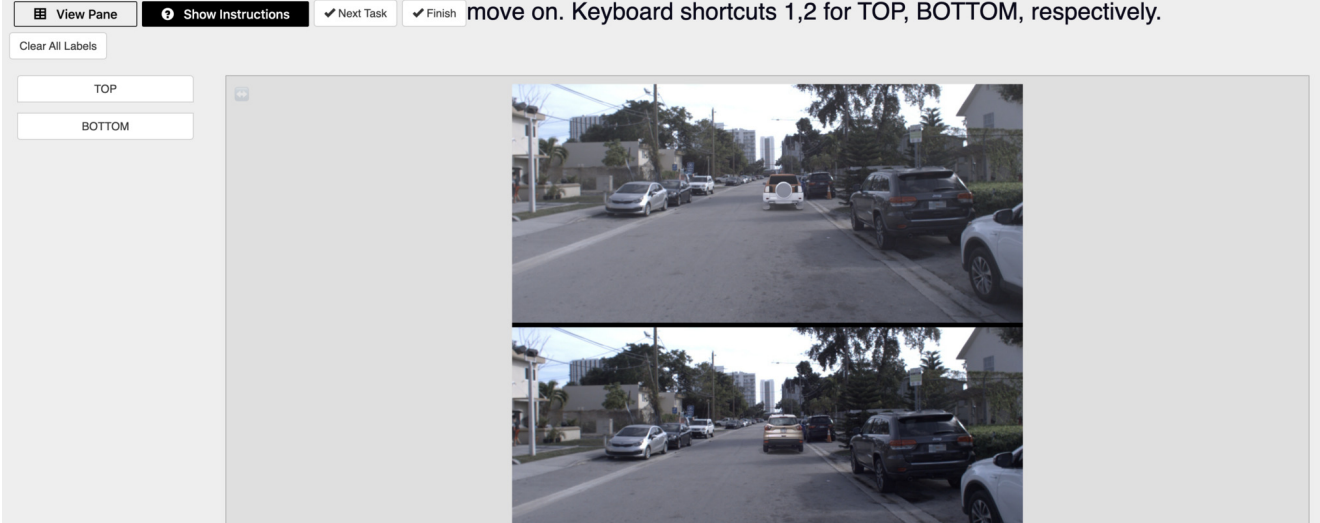 View Pane
Show Instructions
Next Task
Finish
move on. Keyboard shortcuts 1,2 for TOP, BOTTOM, respectively.
Clear All Labels
TOP
BOTTOM